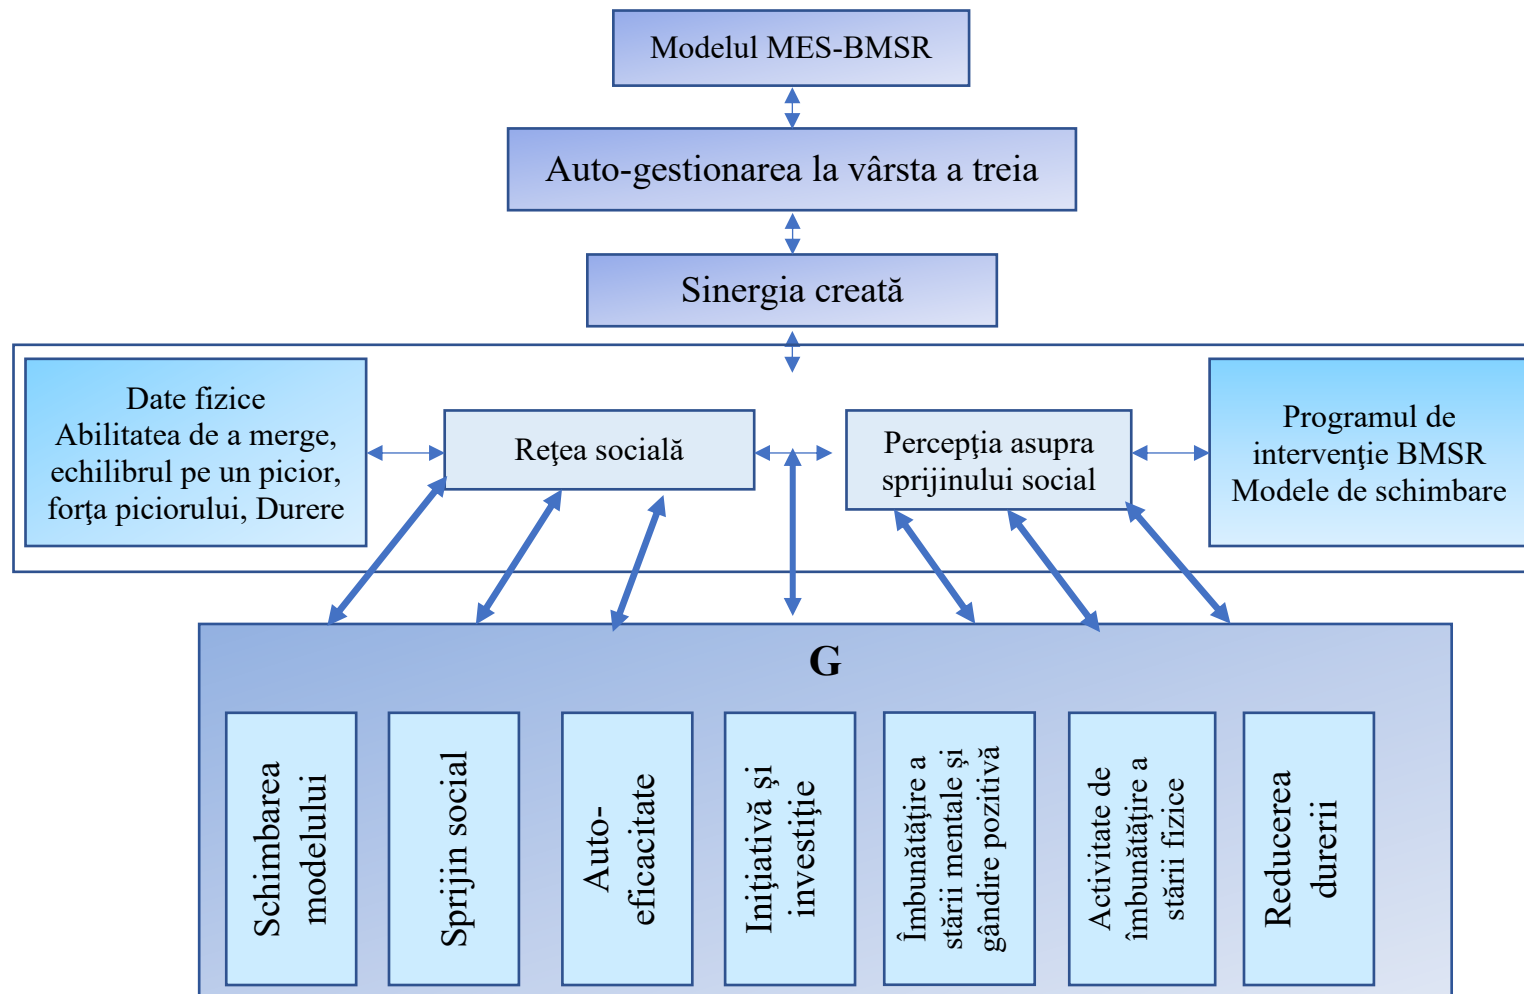 Modelul MES-BMSR
Auto-gestionarea la vârsta a treia
Sinergia creată
Date fizice
Abilitatea de a merge,
echilibrul pe un picior,
forţa piciorului, Durere
Reţea socială
Percepţia asupra
sprijinului social
Programul de
intervenţie BMSR
Modele de schimbare
G
Schimbarea
modelului
Sprijin social
Auto-
eficacitate
Iniţiativă şi
investiţie
Îmbunătăţire a
stării mentale şi
gândire pozitivă
Activitate de
îmbunătăţire a
stării fizice
Reducerea
durerii